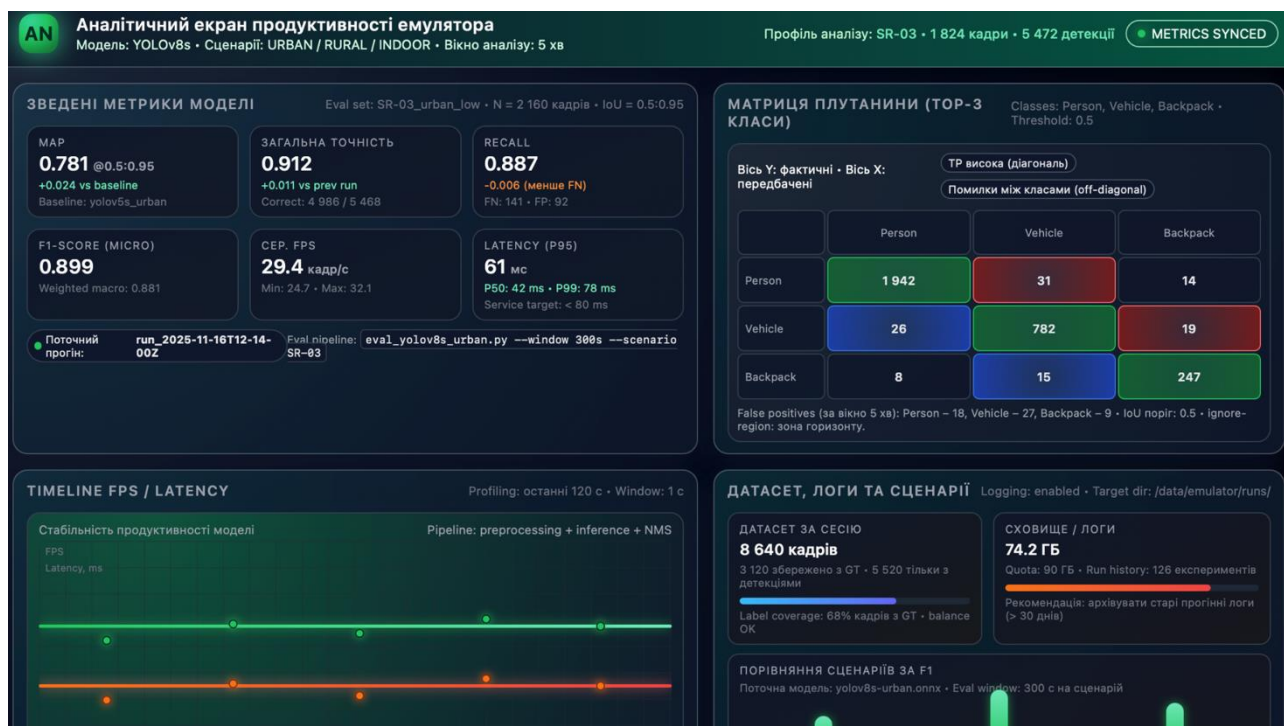 AN
Аналітичний екран продуктивності емулятора
Модель: YOLOv8s • Сценарії: URBAN / RURAL / INDOOR • Вікно аналізу: 5 хв
Профіль аналізу: SR-03 • 1 824 кадри • 5 472 детекції
METRICS SYNCED
ЗВЕДЕНІ МЕТРИКИ МОДЕЛІ
Eval set: SR-03_urban_low • N = 2 160 кадрів • IoU = 0.5:0.95
MAP
0.781 @0.5:0.95
+0.024 vs baseline
Baseline: yolov5s_urban
ЗАГАЛЬНА ТОЧНІСТЬ
0.912
+0.011 vs prev run
Correct: 4 986 / 5 468
RECALL
0.887
-0.006 (менше FN)
FN: 141 • FP: 92
F1-SCORE (MICRO)
0.899
Weighted macro: 0.881
СЕР. FPS
29.4 кадр/с
Min: 24.7 • Max: 32.1
LATENCY (P95)
61 мс
P50: 42 ms • P99: 78 ms
Service target: < 80 ms
Поточний прогін:
run_2025-11-16T12-14-00Z
Eval pipeline: eval_yolov8s_urban.py --window 300s --scenario
SR-03
МАТРИЦЯ ПЛУТАНИНИ (TOP-3
КЛАСИ)
Classes: Person, Vehicle, Backpack •
Threshold: 0.5
Вісь Y: фактичні • Вісь X:
передбачені
TP висока (діагональ)
Помилки між класами (off-diagonal)
Person Vehicle Backpack
Person 1 942 31 14
Vehicle 26 782 19
Backpack 8 15 247
False positives (за вікно 5 хв): Person – 18, Vehicle – 27, Backpack – 9 • IoU поріг: 0.5 • ignore-
region: зона горизонту.
TIMELINE FPS / LATENCY
Profiling: останні 120 с • Window: 1 с
Стабільність продуктивності моделі
Pipeline: preprocessing + inference + NMS
FPS
Latency, ms
ДАТАСЕТ, ЛОГИ ТА СЦЕНАРІЇ
Logging: enabled • Target dir: /data/emulator/runs/
ДАТАСЕТ ЗА СЕСІЮ
8 640 кадрів
3 120 збережено з GT • 5 520 тільки з
детекціями
Label coverage: 68% кадрів з GT • balance
OK
СХОВИЩЕ / ЛОГИ
74.2 ГБ
Quota: 90 ГБ • Run history: 126 експериментів
Рекомендація: архівувати старі прогінні логи
(> 30 днів)
ПОРІВНЯННЯ СЦЕНАРІЇВ ЗА F1
Поточна модель: yolov8s-urban.onnx • Eval window: 300 с на сценарій